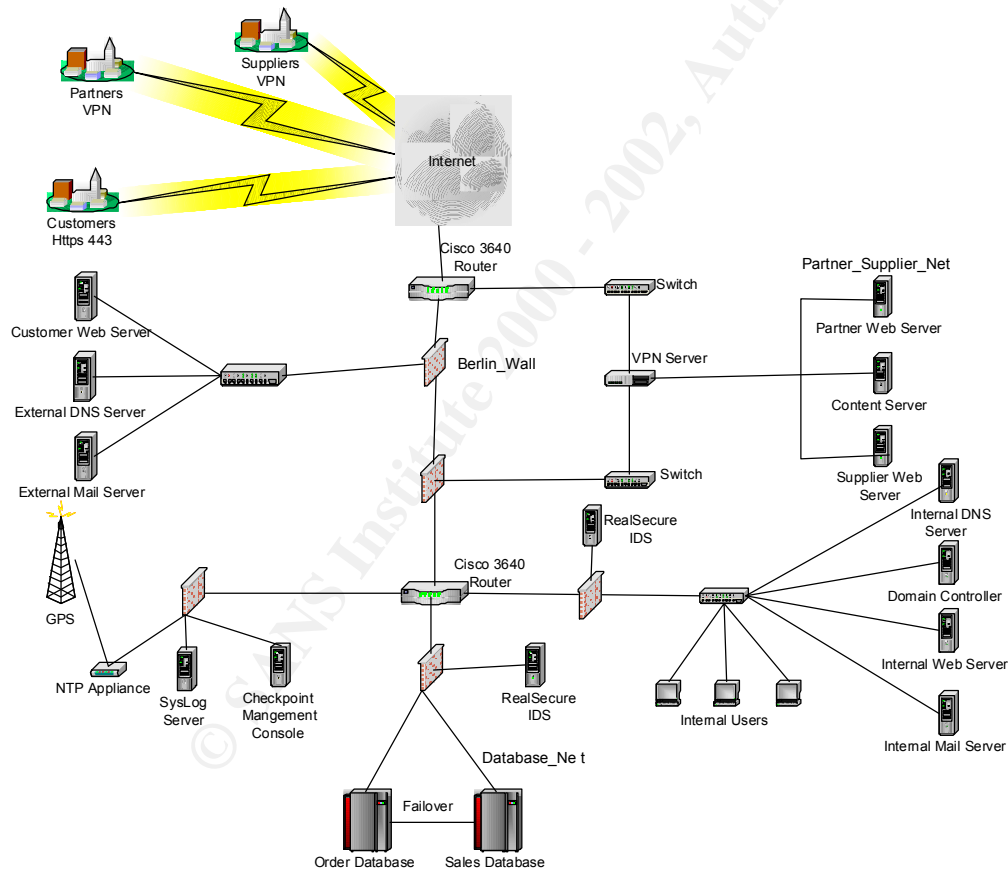 Suppliers
VPN
Partners
VPN
Internet
Customers
Https 443
Cisco 3640
Router
Switch
Partner_Supplier_Net
Customer Web Server
Berlin_Wall
VPN Server
Partner Web Server
External DNS Server
Content Server
External Mail Server
Switch
Supplier Web
Server
RealSecure
IDS
Internal DNS
Server
GPS
Cisco 3640
Router
Domain Controller
NTP Appliance
SysLog
Server
Checkpoint
Mangement
Console
RealSecure
IDS
Internal Users
Internal Web Server
Internal Mail Server
Database_Ne t
Failover
Order Database
Sales Database
© SANS Institute 2000 - 2002, Aut